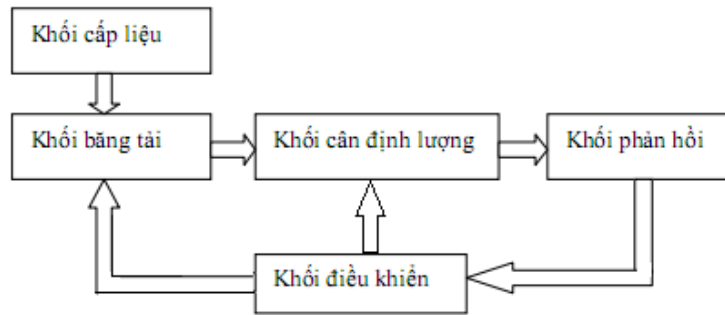 Khối cấp liệu
Khối băng tải
Khối cân định lượng
Khối phản hồi
Khối điều khiển